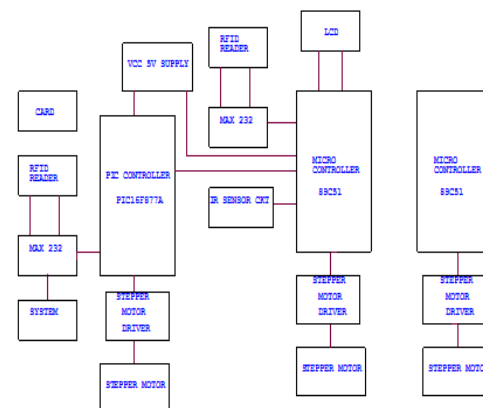 LCD
RFID
READER
VCC 5V SUPPLY
CARD
MAX 232
RFID
READER
PIC CONTROLLER
PIC16F877A
MICRO
CONTROLLER
89C51
MICRO
CONTROLLER
89C51
IR SENSOR CKT
MAX 232
SYSTEM
STEPPER
MOTOR
DRIVER
STEPPER
MOTOR
DRIVER
STEPPER
MOTOR
DRIVER
STEPPER MOTOR
STEPPER MOTOR
STEPPER MOTOR